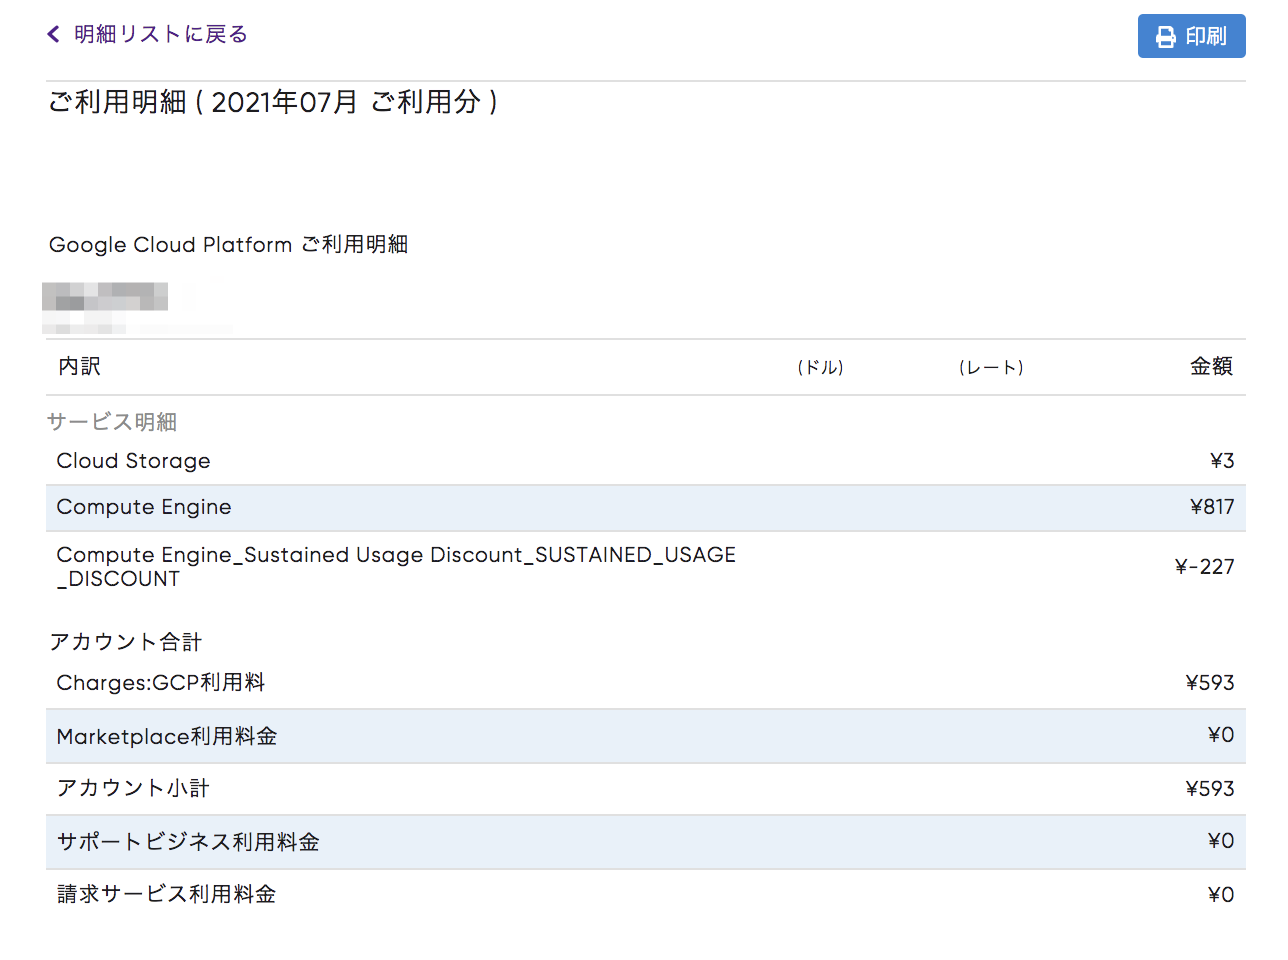 明細リストに戻る
印刷
ご利用明細 ( 2021年07月 ご利用分 )
Google Cloud Platform ご利用明細
内訳 (ドル) (レート) 金額
サービス明細
Cloud Storage ¥3
Compute Engine ¥817
Compute Engine_Sustained Usage Discount_SUSTAINED_USAGE
_DISCOUNT ¥-227
アカウント合計
Charges:GCP利用料 ¥593
Marketplace利用料金 ¥0
アカウント小計 ¥593
サポートビジネス利用料金 ¥0
請求サービス利用料金 ¥0